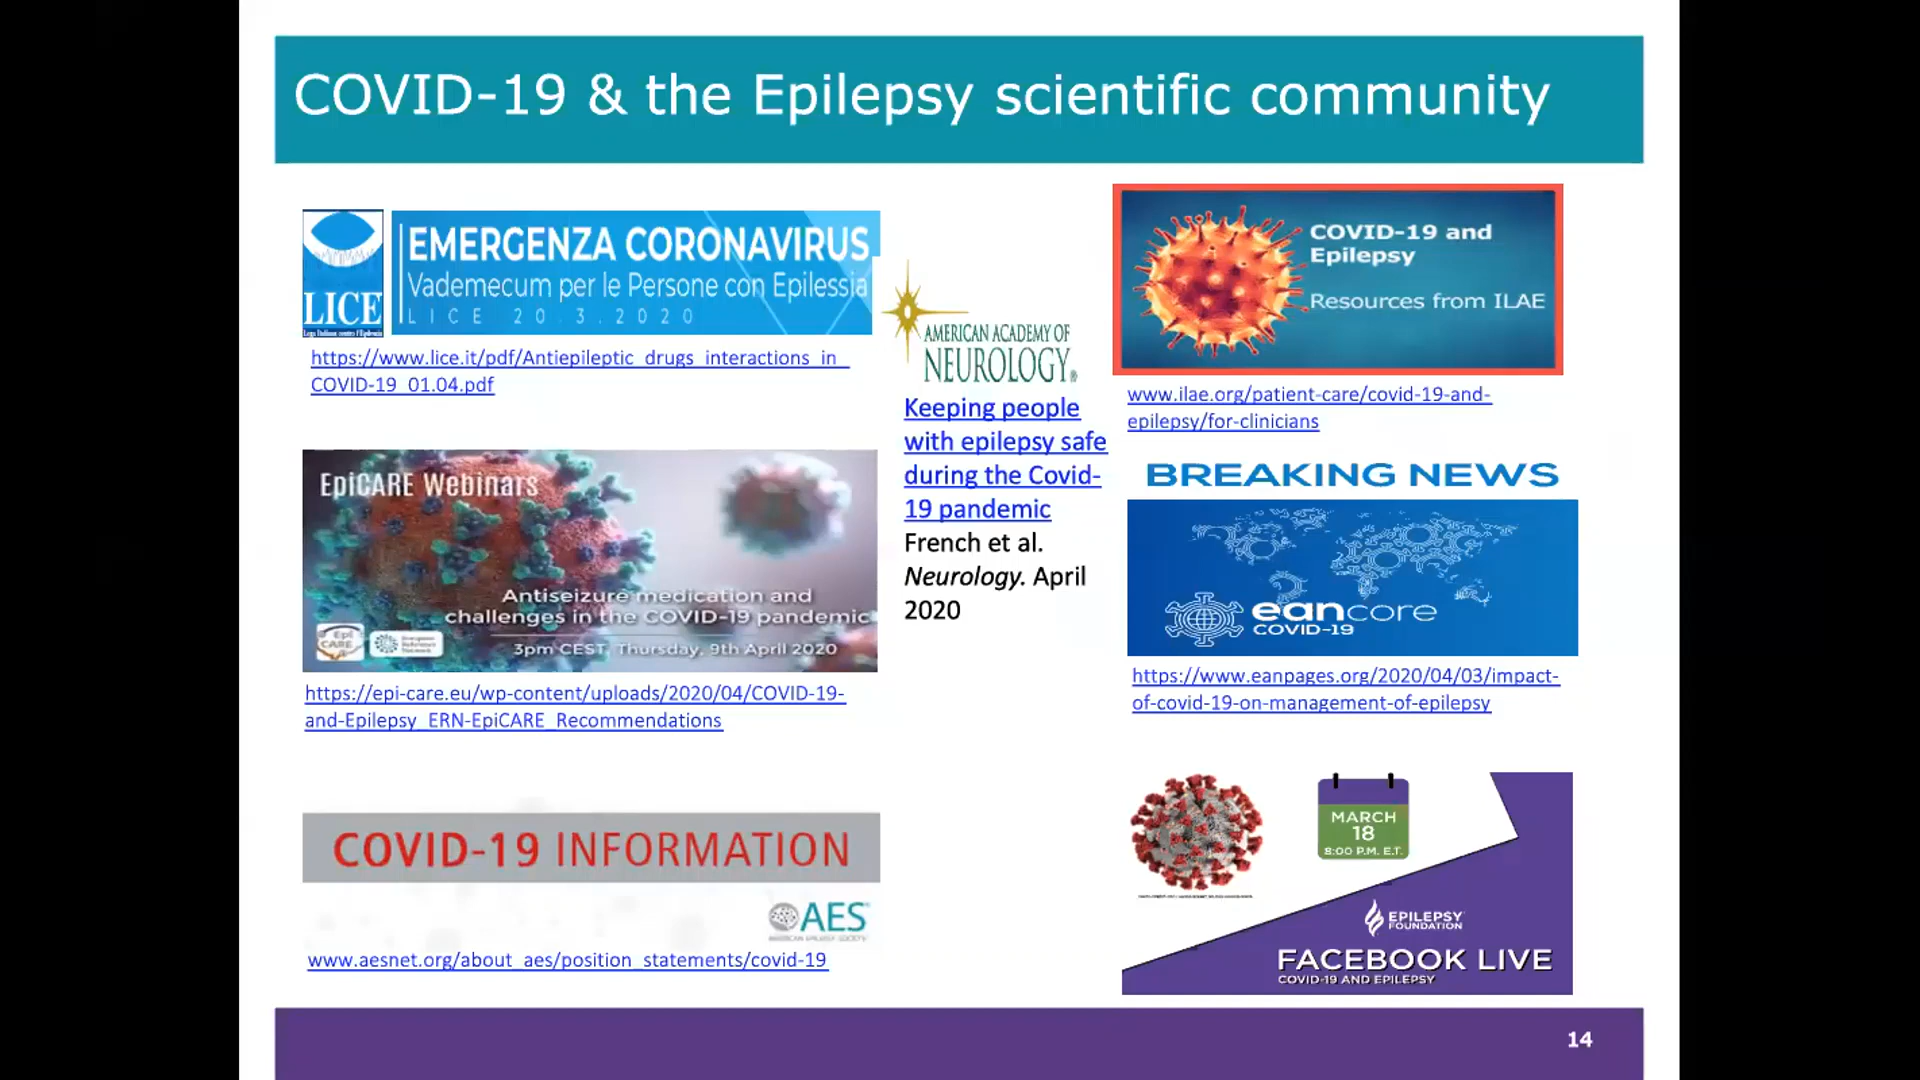 COVID-19 & the Epilepsy scientific community
LICE
EMERGENZA CORONAVIRUS
Vademecum per le Persone con Epilessia
LICE 20.3.2020
https://www.lice.it/pdf/Antiepileptic_drugs_interactions_in_
COVID-19_01.04.pdf
EpiCARE Webinars
Antiseizure medication and
challenges in the COVID-19 pandemic
3pm CEST, Thursday, 9th April 2020
Epi
CARE
https://epi-care.eu/wp-content/uploads/2020/04/COVID-19-
and-Epilepsy_ERN-EpiCARE_Recommendations
COVID-19 INFORMATION
AES
AMERICAN EPILEPSY SOCIETY
www.aesnet.org/about_aes/position_statements/covid-19
AMERICAN ACADEMY OF
NEUROLOGY®
Keeping people
with epilepsy safe
during the Covid-
19 pandemic
French et al.
Neurology. April
2020
COVID-19 and
Epilepsy
Resources from ILAE
www.ilae.org/patient-care/covid-19-and-
epilepsy/for-clinicians
BREAKING NEWS
eancore
COVID-19
https://www.eanpages.org/2020/04/03/impact-
of-covid-19-on-management-of-epilepsy
MARCH
18
8:00 P.M. E.T.
EPILEPSY
FOUNDATION
FACEBOOK LIVE
COVID-19 AND EPILEPSY
14